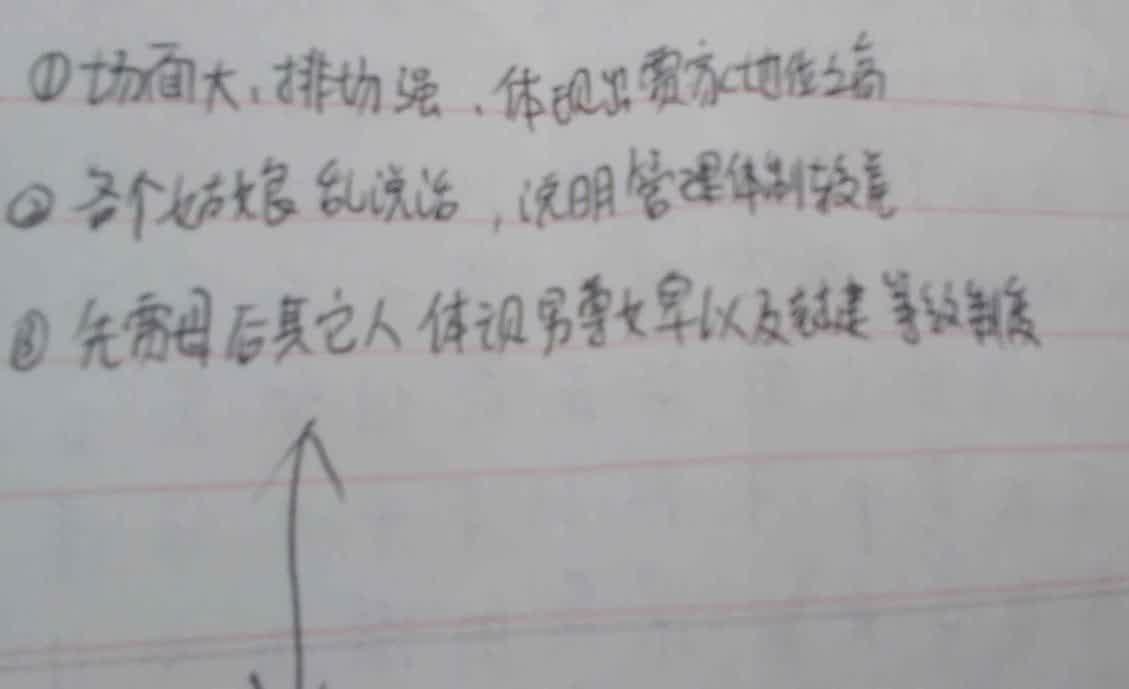 ①场面大、排场强、体现出贾家地位之高
②各个姑娘乱说话，说明管理体制较宽
③先贾母后其它人 体现男尊女卑以及封建等级制度